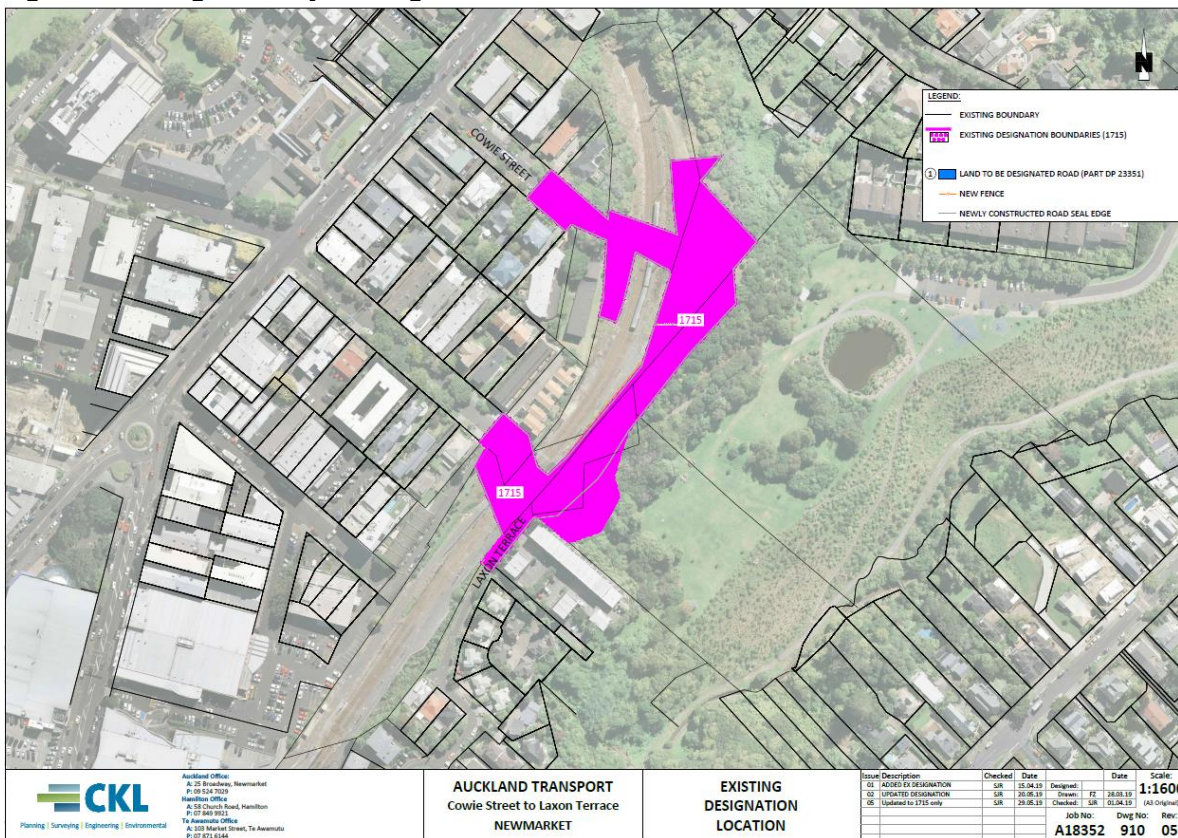 N
LEGEND:
EXISTING BOUNDARY
EXISTING DESIGNATION BOUNDARIES (1715)
1 LAND TO BE DESIGNATED ROAD (PART DP 23351)
NEW FENCE
NEWLY CONSTRUCTED ROAD SEAL EDGE
COWIE STREET
1715
1715
LAXON TERRACE
CKL
Planning | Surveying | Engineering | Environmental
Auckland Office:
A: 25 Broadway, Newmarket
P: 09 524 7029
Hamilton Office
A: 58 Church Road, Hamilton
P: 07 849 9921
Te Awamutu Office
A: 103 Market Street, Te Awamutu
P: 07 871 6144
AUCKLAND TRANSPORT
Cowie Street to Laxon Terrace
NEWMARKET
EXISTING
DESIGNATION
LOCATION
Issue Description Checked Date
01 ADDED EX DESIGNATION SJR 15.04.19
02 UPDATED DESIGNATION SJR 20.05.19
05 Updated to 1715 only SJR 29.05.19
Date
Designed:
Drawn: FZ 28.03.19
Checked: SJR 01.04.19
Scale:
1:1600
(A3 Original)
Job No: Dwg No: Rev:
A18352 910 05